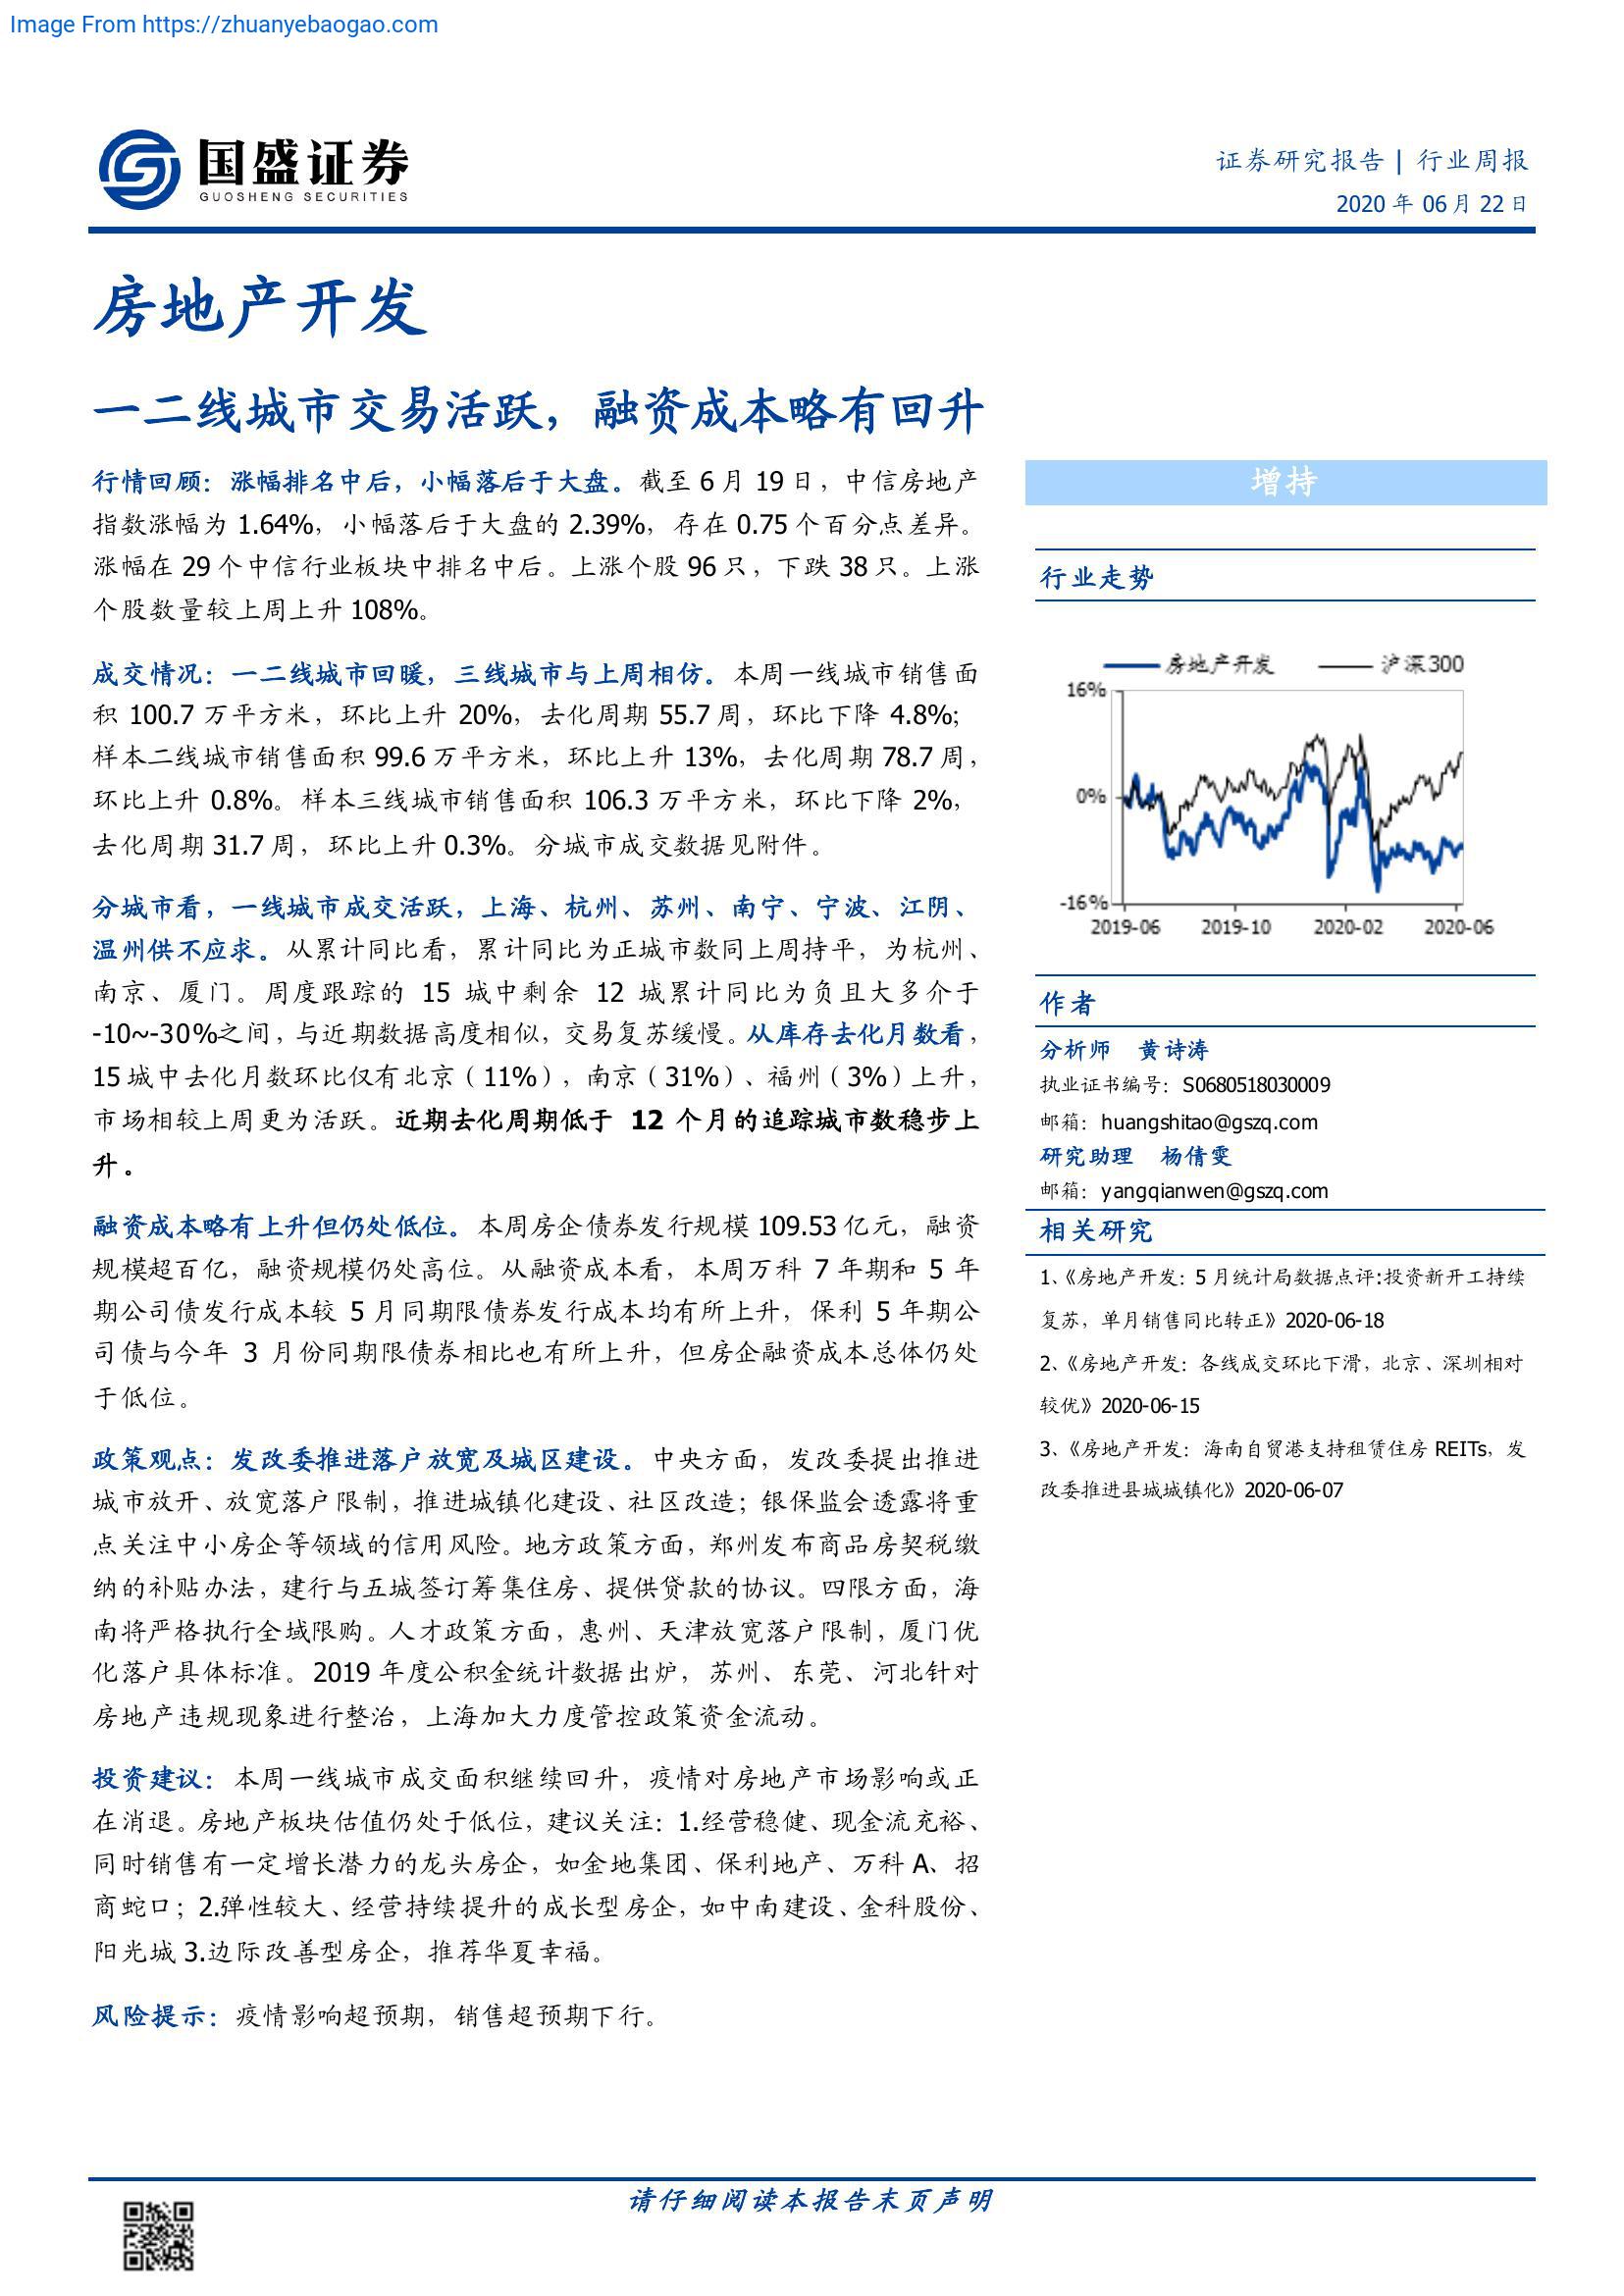 Image From https://zhuanyebaogao.com
国盛证券
GUOSHENG SECURITIES
证券研究报告 | 行业周报
2020 年 06 月 22 日
房地产开发
一二线城市交易活跃，融资成本略有回升
行情回顾：涨幅排名中后，小幅落后于大盘。截至 6 月 19 日，中信房地产
指数涨幅为 1.64%，小幅落后于大盘的 2.39%，存在 0.75 个百分点差异。
涨幅在 29 个中信行业板块中排名中后。上涨个股 96 只，下跌 38 只。上涨
个股数量较上周上升 108%。
成交情况：一二线城市回暖，三线城市与上周相仿。本周一线城市销售面
积 100.7 万平方米，环比上升 20%，去化周期 55.7 周，环比下降 4.8%;
样本二线城市销售面积 99.6 万平方米，环比上升 13%，去化周期 78.7 周，
环比上升 0.8%。样本三线城市销售面积 106.3 万平方米，环比下降 2%，
去化周期 31.7 周，环比上升 0.3%。分城市成交数据见附件。
分城市看，一线城市成交活跃，上海、杭州、苏州、南宁、宁波、江阴、
温州供不应求。从累计同比看，累计同比为正城市数同上周持平，为杭州、
南京、厦门。周度跟踪的 15 城中剩余 12 城累计同比为负且大多介于
-10~-30%之间，与近期数据高度相似，交易复苏缓慢。从库存去化月数看，
15 城中去化月数环比仅有北京（11%），南京（31%）、福州（3%）上升，
市场相较上周更为活跃。近期去化周期低于 12 个月的追踪城市数稳步上
升。
融资成本略有上升但仍处低位。本周房企债券发行规模 109.53 亿元，融资
规模超百亿，融资规模仍处高位。从融资成本看，本周万科 7 年期和 5 年
期公司债发行成本较 5 月同期限债券发行成本均有所上升，保利 5 年期公
司债与今年 3 月份同期限债券相比也有所上升，但房企融资成本总体仍处
于低位。
政策观点：发改委推进落户放宽及城区建设。中央方面，发改委提出推进
城市放开、放宽落户限制，推进城镇化建设、社区改造；银保监会透露将重
点关注中小房企等领域的信用风险。地方政策方面，郑州发布商品房契税缴
纳的补贴办法，建行与五城签订筹集住房、提供贷款的协议。四限方面，海
南将严格执行全域限购。人才政策方面，惠州、天津放宽落户限制，厦门优
化落户具体标准。2019 年度公积金统计数据出炉，苏州、东莞、河北针对
房地产违规现象进行整治，上海加大力度管控政策资金流动。
投资建议：本周一线城市成交面积继续回升，疫情对房地产市场影响或正
在消退。房地产板块估值仍处于低位，建议关注：1.经营稳健、现金流充裕、
同时销售有一定增长潜力的龙头房企，如金地集团、保利地产、万科 A、招
商蛇口；2.弹性较大、经营持续提升的成长型房企，如中南建设、金科股份、
阳光城 3.边际改善型房企，推荐华夏幸福。
风险提示：疫情影响超预期，销售超预期下行。
增持
行业走势
房地产开发 沪深300
16%
0%
-16%
2019-06 2019-10 2020-02 2020-06
作者
分析师 黄诗涛
执业证书编号：S0680518030009
邮箱：huangshitao@gszq.com
研究助理 杨倩雯
邮箱：yangqianwen@gszq.com
相关研究
1、《房地产开发：5 月统计局数据点评:投资新开工持续
复苏，单月销售同比转正》2020-06-18
2、《房地产开发：各线成交环比下滑，北京、深圳相对
较优》2020-06-15
3、《房地产开发：海南自贸港支持租赁住房 REITs，发
改委推进县城城镇化》2020-06-07
请仔细阅读本报告末页声明